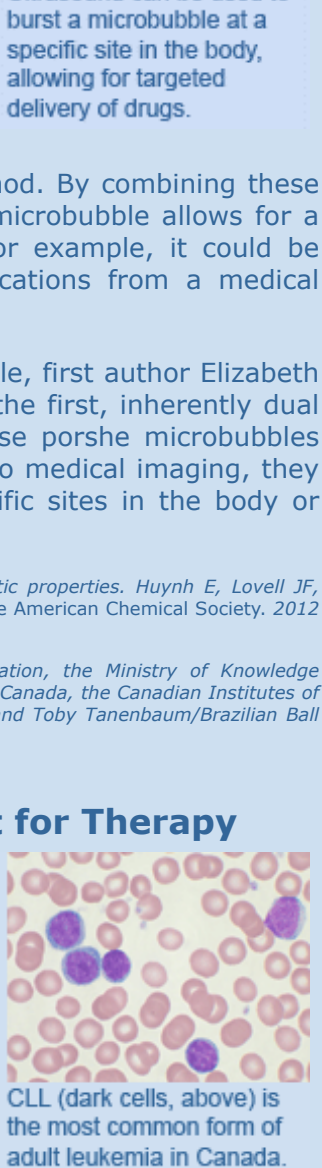 burst a microbubble at a
specific site in the body,
allowing for targeted
delivery of drugs.
od. By combining these
microbubble allows for a
or example, it could be
cations from a medical
le, first author Elizabeth
the first, inherently dual
se porshe microbubbles
o medical imaging, they
ific sites in the body or
tic properties. Huynh E, Lovell JF,
e American Chemical Society. 2012
ation, the Ministry of Knowledge
Canada, the Canadian Institutes of
and Toby Tanenbaum/Brazilian Ball
t for Therapy
CLL (dark cells, above) is
the most common form of
adult leukemia in Canada.